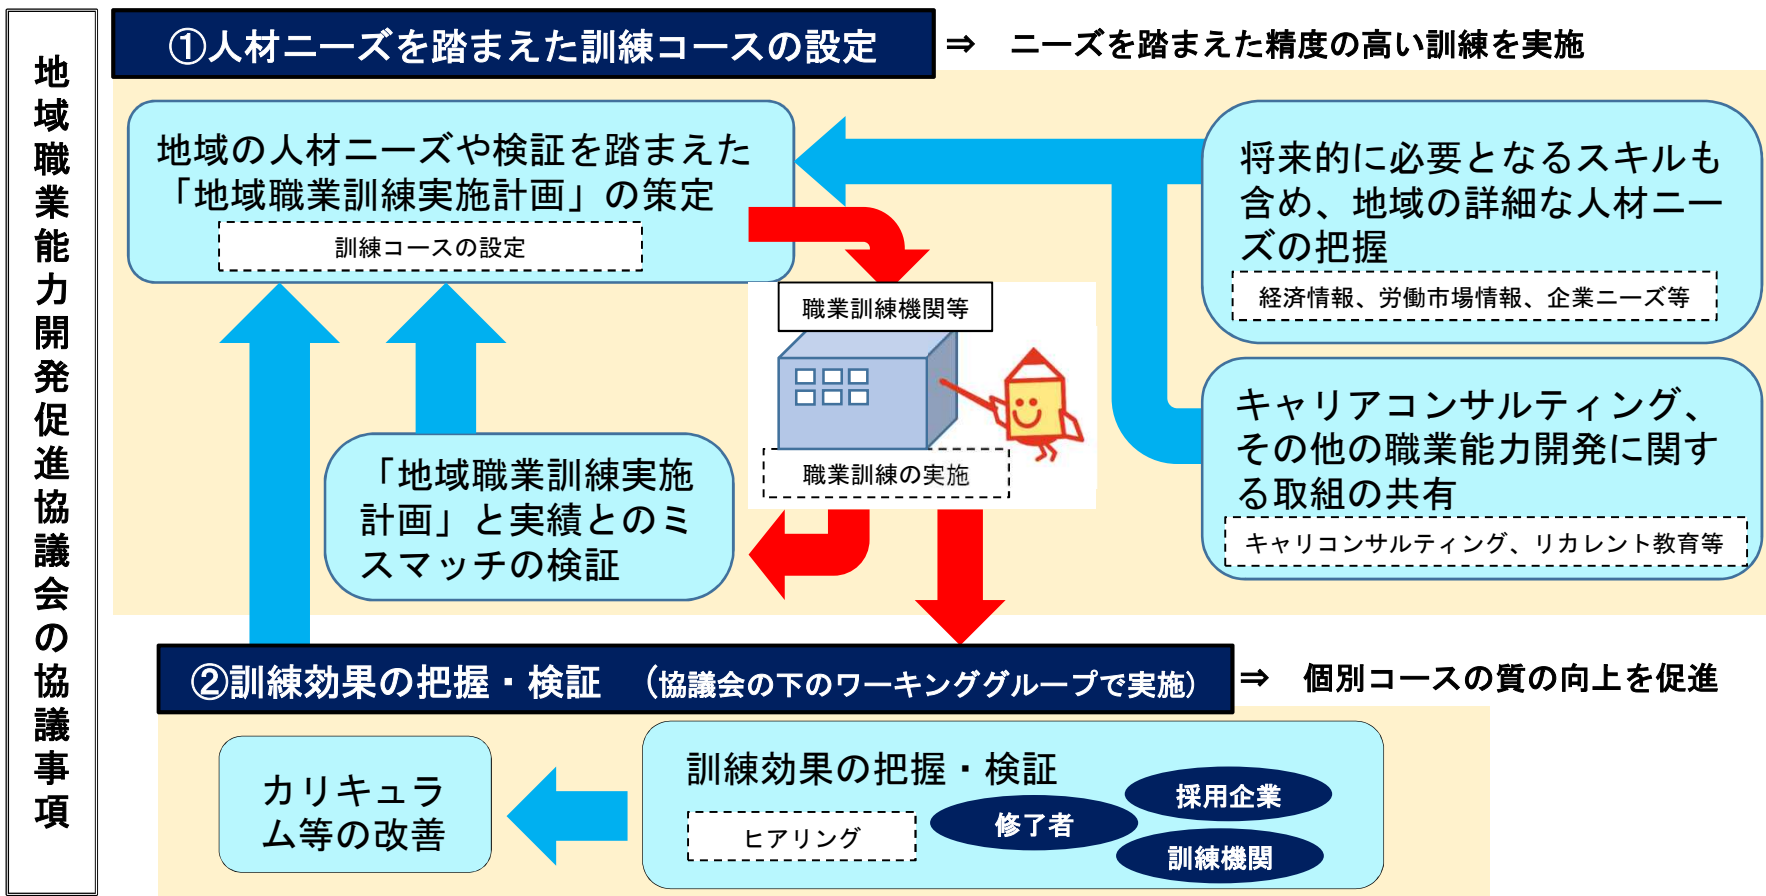 地域職業能力開発促進協議会の協議事項
①人材ニーズを踏まえた訓練コースの設定
⇒ ニーズを踏まえた精度の高い訓練を実施
地域の人材ニーズや検証を踏まえた
「地域職業訓練実施計画」の策定
訓練コースの設定
将来的に必要となるスキルも
含め、地域の詳細な人材ニー
ズの把握
経済情報、労働市場情報、企業ニーズ等
職業訓練機関等
職業訓練の実施
キャリアコンサルティング、
その他の職業能力開発に関す
る取組の共有
キャリコンサルティング、リカレント教育等
「地域職業訓練実施
計画」と実績とのミ
スマッチの検証
②訓練効果の把握・検証 （協議会の下のワーキンググループで実施）
⇒ 個別コースの質の向上を促進
カリキュラ
ム等の改善
訓練効果の把握・検証
ヒアリング
修了者
採用企業
訓練機関